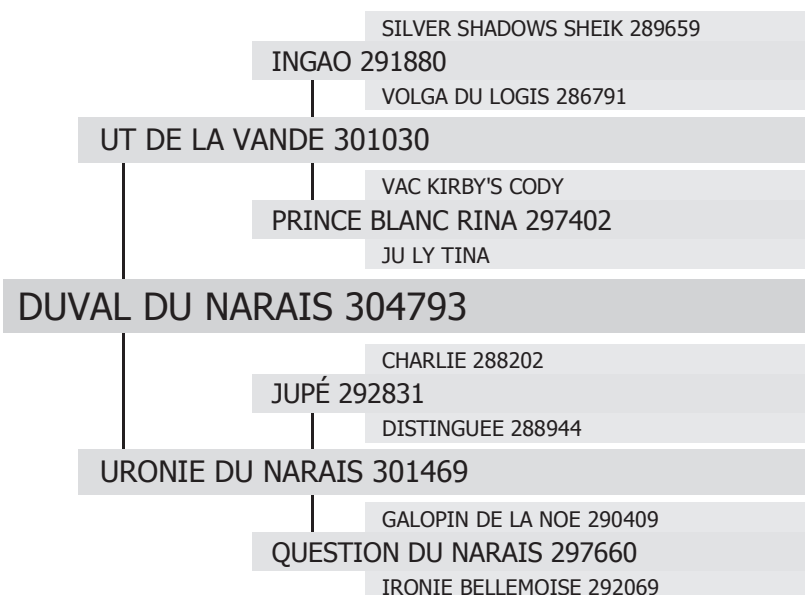 SILVER SHADOWS SHEIK 289659
INGAO 291880
VOLGA DU LOGIS 286791
UT DE LA VANDE 301030
VAC KIRBY'S CODY
PRINCE BLANC RINA 297402
JU LY TINA
DUVAL DU NARAIS 304793
CHARLIE 288202
JUPÉ 292831
DISTINGUEE 288944
URONIE DU NARAIS 301469
GALOPIN DE LA NOE 290409
QUESTION DU NARAIS 297660
IRONIE BELLEMOISE 292069